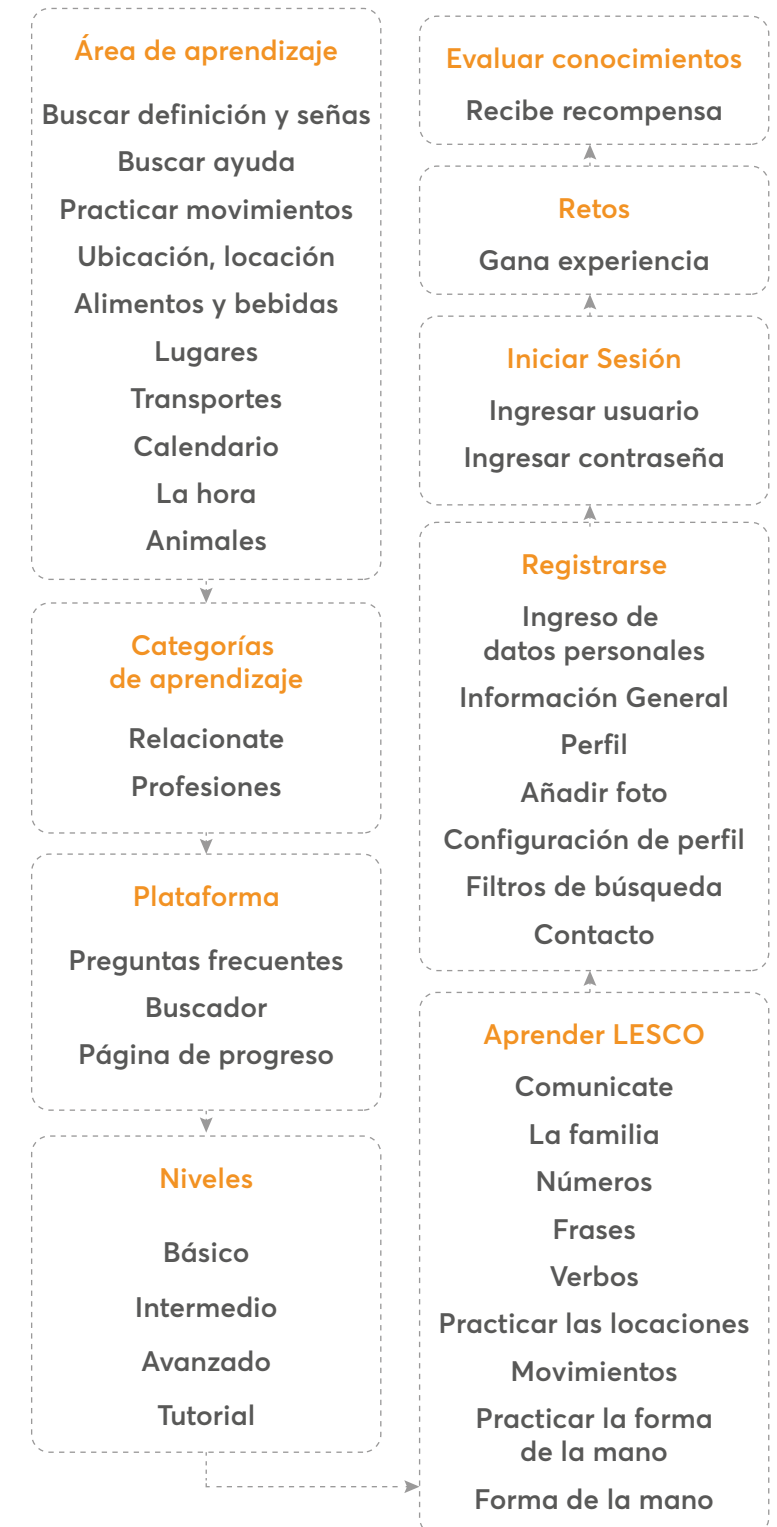 Área de aprendizaje
Buscar definición y señas
Buscar ayuda
Practicar movimientos
Ubicación, locación
Alimentos y bebidas
Lugares
Transportes
Calendario
La hora
Animales
Categorías
de aprendizaje
Relacionate
Profesiones
Plataforma
Preguntas frecuentes
Buscador
Página de progreso
Niveles
Básico
Intermedio
Avanzado
Tutorial
Aprender LESCO
Comunicate
La familia
Números
Frases
Verbos
Practicar las locaciones
Movimientos
Practicar la forma
de la mano
Forma de la mano
Registrarse
Ingreso de
datos personales
Información General
Perfil
Añadir foto
Configuración de perfil
Filtros de búsqueda
Contacto
Iniciar Sesión
Ingresar usuario
Ingresar contraseña
Retos
Gana experiencia
Evaluar conocimientos
Recibe recompensa